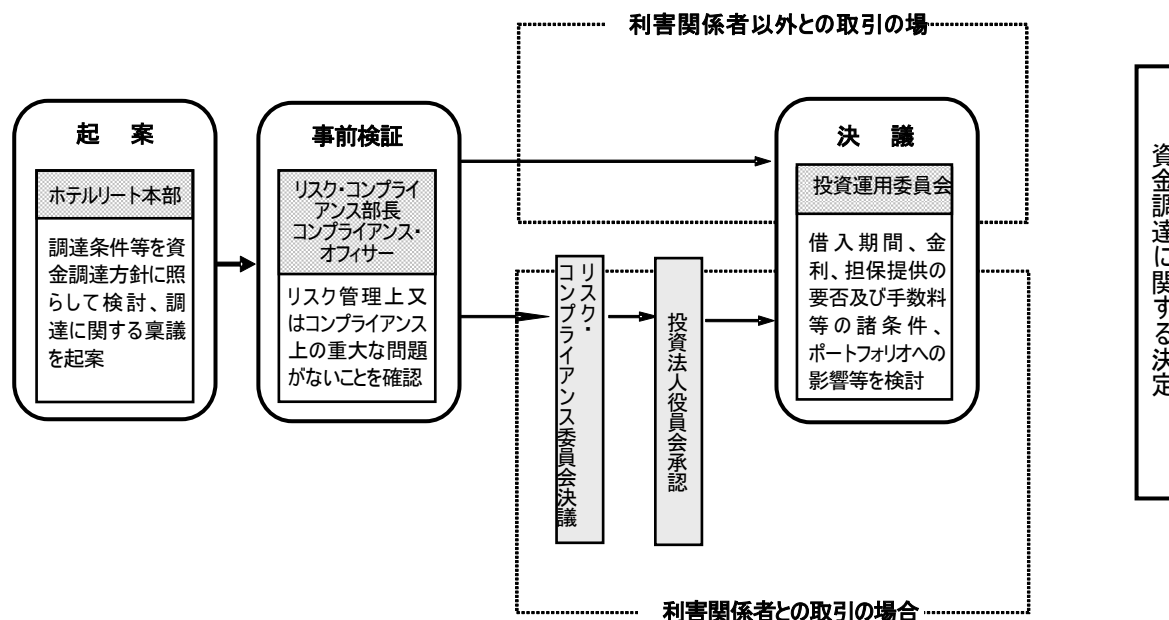 利害関係者以外との取引の場
起 案
ホテルリート本部
調達条件等を資
金調達方針に照
らして検討、調
達に関する稟議
を起案
事前検証
リスク・コンプライ
アンス部長
コンプライアンス・
オフィサー
リスク管理上又
はコンプライアンス
上の重大な問題
がないことを確認
リスク・
コンプライアンス委員会決議
投資法人役員会承認
決 議
投資運用委員会
借入期間、金
利、担保提供の
要否及び手数料
等の諸条件、
ポートフォリオへの
影響等を検討
利害関係者との取引の場合
資金調達に関する決定